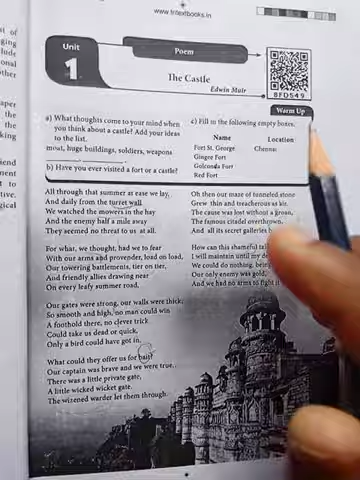 www.tntextbooks.in
Unit
1
Poem
The Castle
Edwin Muir
BFD549
Warm Up
a) What thoughts come to your mind when
you think about a castle? Add your ideas
to the list.
moat, huge buildings, soldiers, weapons
b) Have you ever visited a fort or a castle?
c) Fill in the following empty boxes.
Name Location
Fort St. George Chennai
Gingee Fort
Golconda Fort
Red Fort
All through that summer at ease we lay,
And daily from the turret wall
We watched the mowers in the hay
And the enemy half a mile away
They seemed no threat to us at all.
For what, we thought, had we to fear
With our arms and provender, load on load,
Our towering battlements, tier on tier,
And friendly allies drawing near
On every leafy summer road.
Our gates were strong, our walls were thick,
So smooth and high, no man could win
A foothold there, no clever trick
Could take us dead or quick,
Only a bird could have got in.
What could they offer us for bait?
Our captain was brave and we were true....
There was a little private gate,
A little wicked wicket gate.
The wizened warder let them through.
Oh then our maze of tunneled stone
Grew thin and treacherous as air.
The cause was lost without a groan,
The famous citadel overthrown,
And all its secret galleries
How can this shameful
I will maintain until my
We could do nothing, being
Our only enemy was gold,
And we had no arms to fight